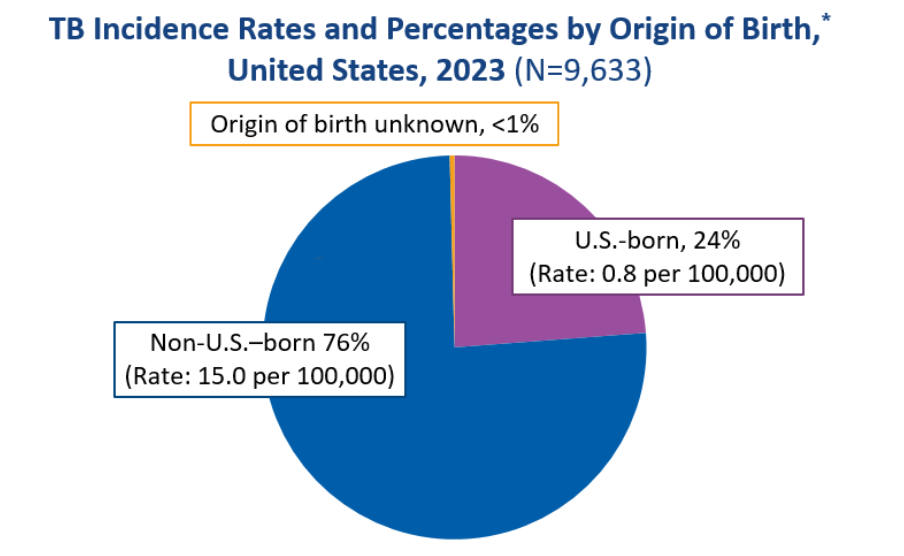 TB Incidence Rates and Percentages by Origin of Birth,*
United States, 2023 (N=9,633)
Origin of birth unknown, <1%
U.S.-born, 24%
(Rate: 0.8 per 100,000)
Non-U.S.–born 76%
(Rate: 15.0 per 100,000)